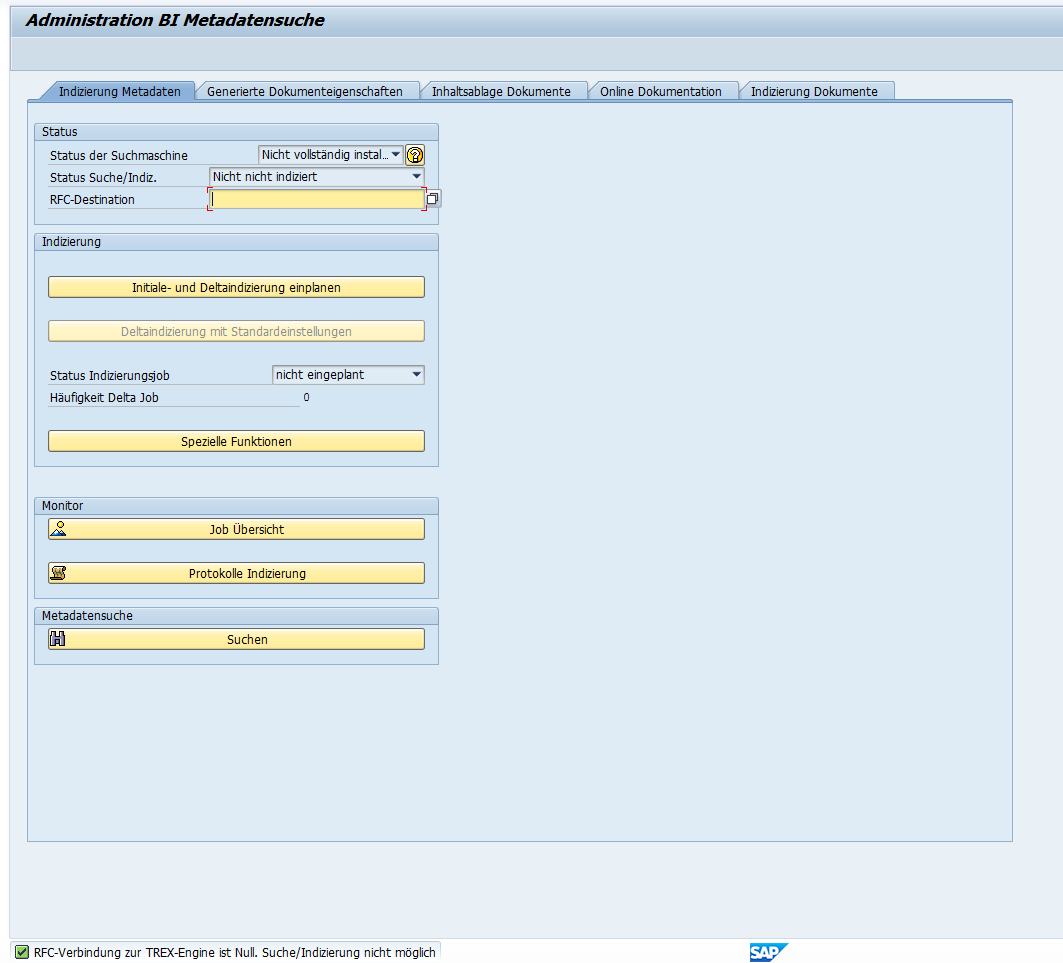 Administration BI Metadatensuche
Indizierung Metadaten
Generierte Dokumenteigenschaften
Inhaltsablage Dokumente
Online Dokumentation
Indizierung Dokumente
Status
Status der Suchmaschine
Nicht vollständig instal...
Status Suche/Indiz.
Nicht nicht indiziert
RFC-Destination
Indizierung
Initiale- und Deltaindizierung einplanen
Deltaindizierung mit Standardeinstellungen
Status Indizierungsjob
nicht eingeplant
Häufigkeit Delta Job
0
Spezielle Funktionen
Monitor
Job Übersicht
Protokolle Indizierung
Metadatensuche
Suchen
RFC-Verbindung zur TREX-Engine ist Null. Suche/Indizierung nicht möglich
SAP